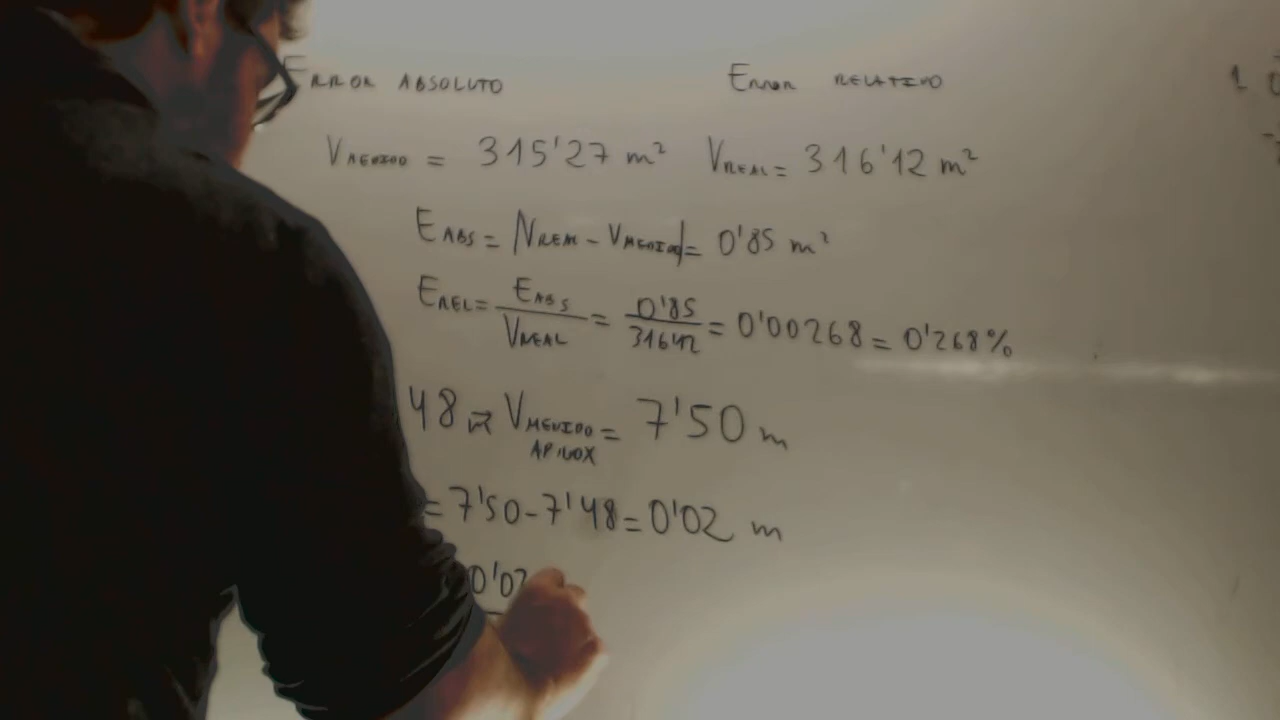 ERROR ABSOLUTO ERROR RELATIVO
V MEDIDO = 315'27 m² V REAL = 316'12 m²
E ABS = |V REAL - V MEDIDO| = 0'85 m²
E REL = E ABS / V REAL = 0'85 / 316'12 = 0'00268 = 0'268%
48 V MEDIDO = 7'50 m
APROX
= 7'50 - 7'48 = 0'02 m
0'02